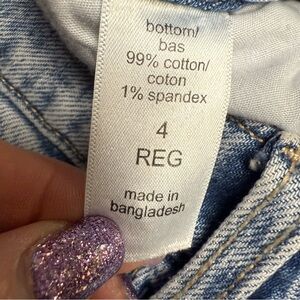 bottom/
bas
99% cotton/
coton
1% spandex
4
REG
made in
bangladesh